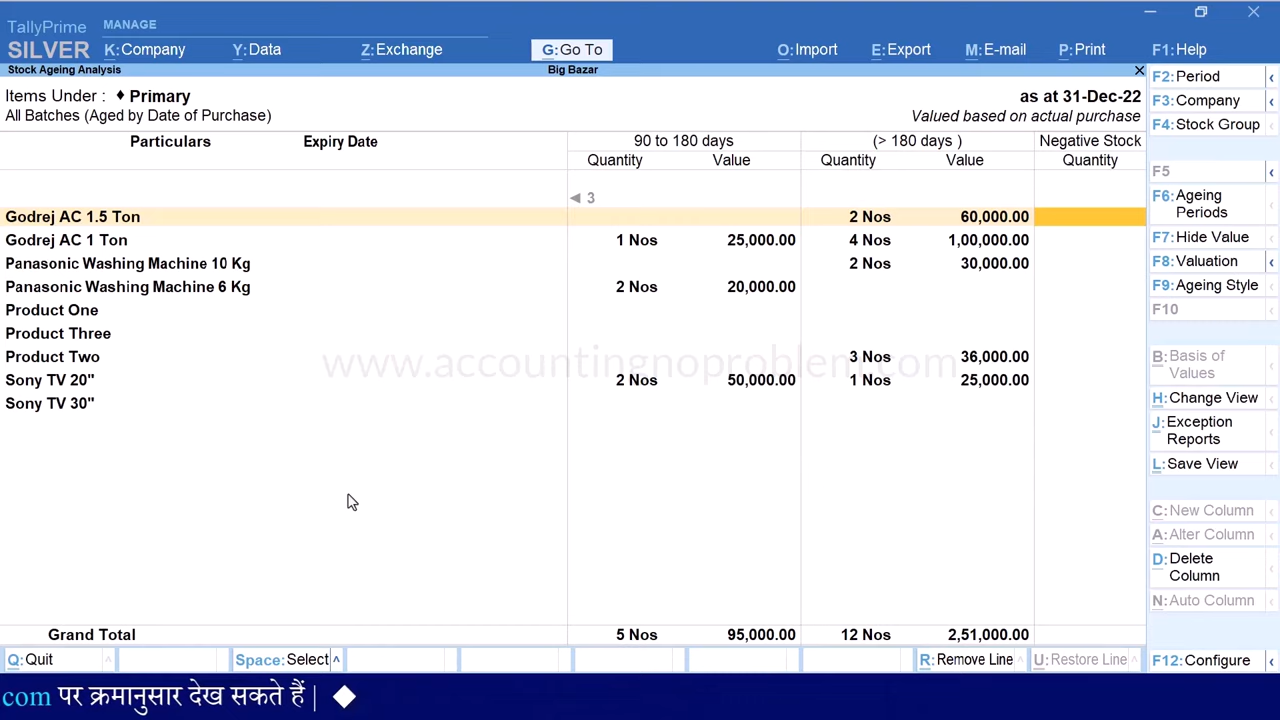 TallyPrime MANAGE
SILVER K:Company Y:Data Z:Exchange G:Go To O:Import E:Export M:E-mail P:Print F1:Help
Stock Ageing Analysis Big Bazar
Items Under : ♦ Primary as at 31-Dec-22
All Batches (Aged by Date of Purchase) Valued based on actual purchase
Particulars Expiry Date 90 to 180 days (> 180 days ) Negative Stock
Quantity Value Quantity Value Quantity
◀ 3
Godrej AC 1.5 Ton 2 Nos 60,000.00
Godrej AC 1 Ton 1 Nos 25,000.00 4 Nos 1,00,000.00
Panasonic Washing Machine 10 Kg 2 Nos 30,000.00
Panasonic Washing Machine 6 Kg 2 Nos 20,000.00
Product One
Product Three
Product Two 3 Nos 36,000.00
www.accountingnoproblem.com
Sony TV 20" 2 Nos 50,000.00 1 Nos 25,000.00
Sony TV 30"
Grand Total 5 Nos 95,000.00 12 Nos 2,51,000.00
F2:Period
F3:Company
F4:Stock Group
F5
F6:Ageing
Periods
F7:Hide Value
F8:Valuation
F9:Ageing Style
F10
B:Basis of
Values
H:Change View
J:Exception
Reports
L:Save View
C:New Column
A:Alter Column
D:Delete
Column
N:Auto Column
Q:Quit Space:Select R:Remove Line U:Restore Line F12:Configure
com पर क्रमानुसार देख सकते हैं | ◆